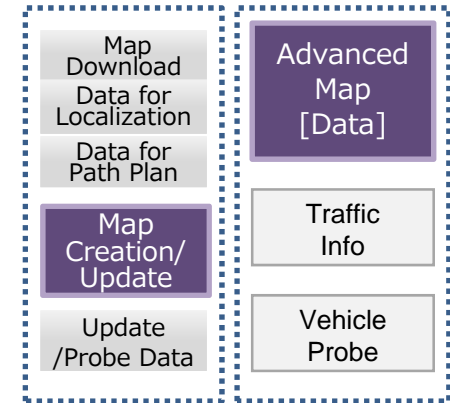 Map
Download
Data for
Localization
Data for
Path Plan
Map
Creation/
Update
Update
/Probe Data
Advanced
Map
[Data]
Traffic
Info
Vehicle
Probe